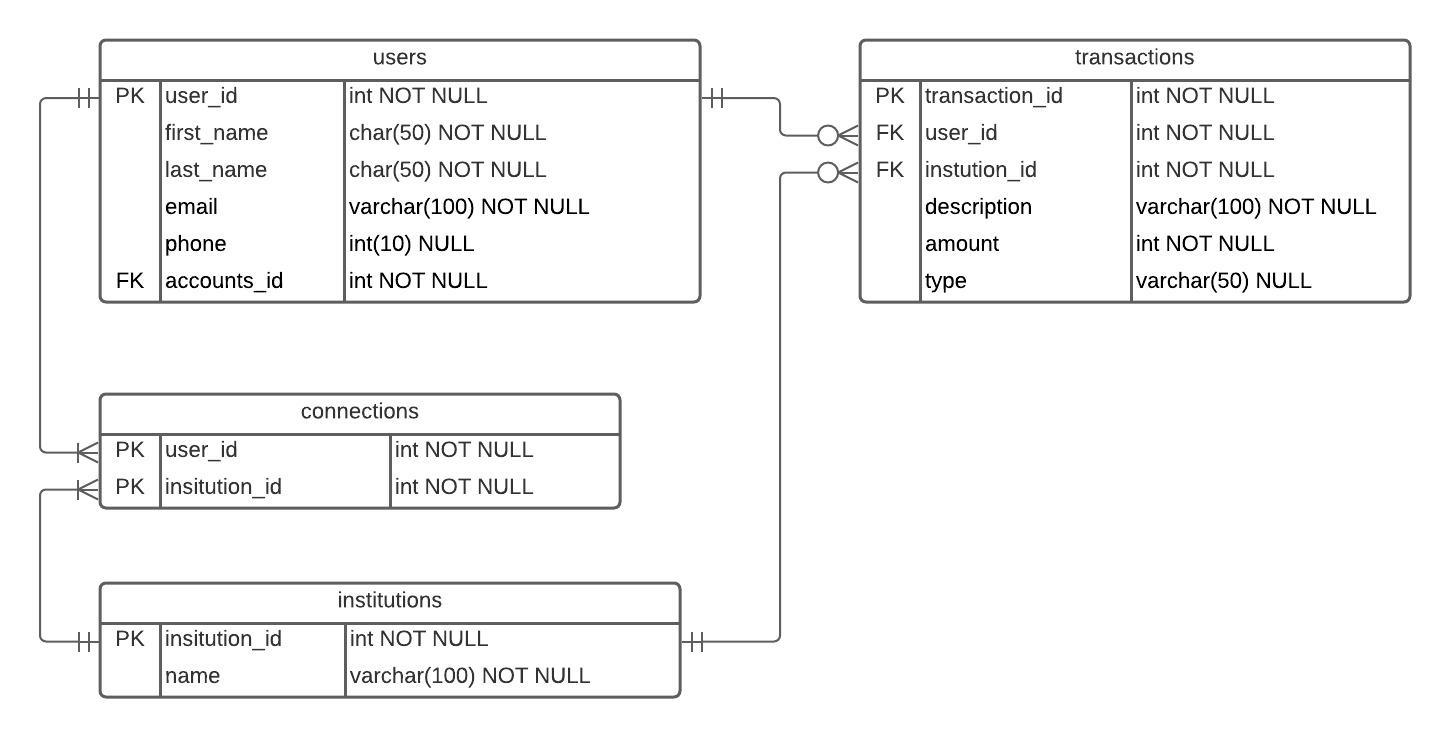 users
PK user_id int NOT NULL
first_name char(50) NOT NULL
last_name char(50) NOT NULL
email varchar(100) NOT NULL
phone int(10) NULL
FK accounts_id int NOT NULL
transactions
PK transaction_id int NOT NULL
FK user_id int NOT NULL
FK instution_id int NOT NULL
description varchar(100) NOT NULL
amount int NOT NULL
type varchar(50) NULL
connections
PK user_id int NOT NULL
PK insitution_id int NOT NULL
institutions
PK insitution_id int NOT NULL
name varchar(100) NOT NULL